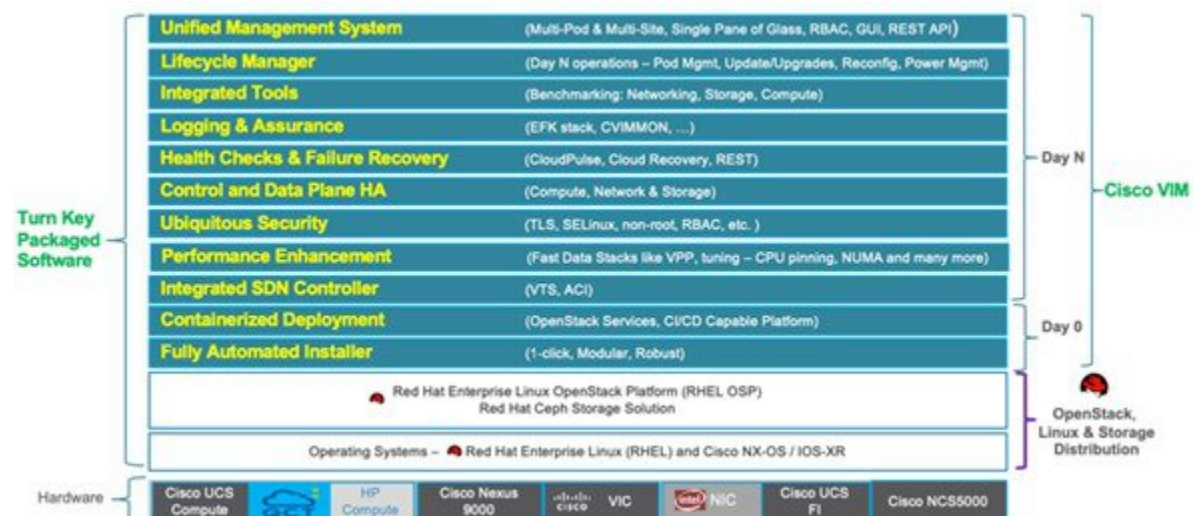 Unified Management System (Multi-Pod & Multi-Site, Single Pane of Glass, RBAC, GUI, REST API)
Lifecycle Manager (Day N operations – Pod Mgmt, Update/Upgrades, Reconfig, Power Mgmt)
Integrated Tools (Benchmarking: Networking, Storage, Compute)
Logging & Assurance (EFK stack, CVIMMON, ...)
Health Checks & Failure Recovery (CloudPulse, Cloud Recovery, REST)
Day N
Control and Data Plane HA (Compute, Network & Storage)
Cisco VIM
Turn Key
Packaged
Software
Ubiquitous Security (TLS, SELinux, non-root, RBAC, etc. )
Performance Enhancement (Fast Data Stacks like VPP, tuning – CPU pinning, NUMA and many more)
Integrated SDN Controller (VTS, ACI)
Containerized Deployment (OpenStack Services, CI/CD Capable Platform)
Day 0
Fully Automated Installer (1-click, Modular, Robust)
Red Hat Enterprise Linux OpenStack Platform (RHEL OSP)
Red Hat Ceph Storage Solution
OpenStack,
Linux & Storage
Distribution
Operating Systems – Red Hat Enterprise Linux (RHEL) and Cisco NX-OS / IOS-XR
Hardware
Cisco UCS
Compute
HP
Compute
Cisco Nexus
9000
cisco VIC
intel NIC
Cisco UCS
FI
Cisco NCS5000